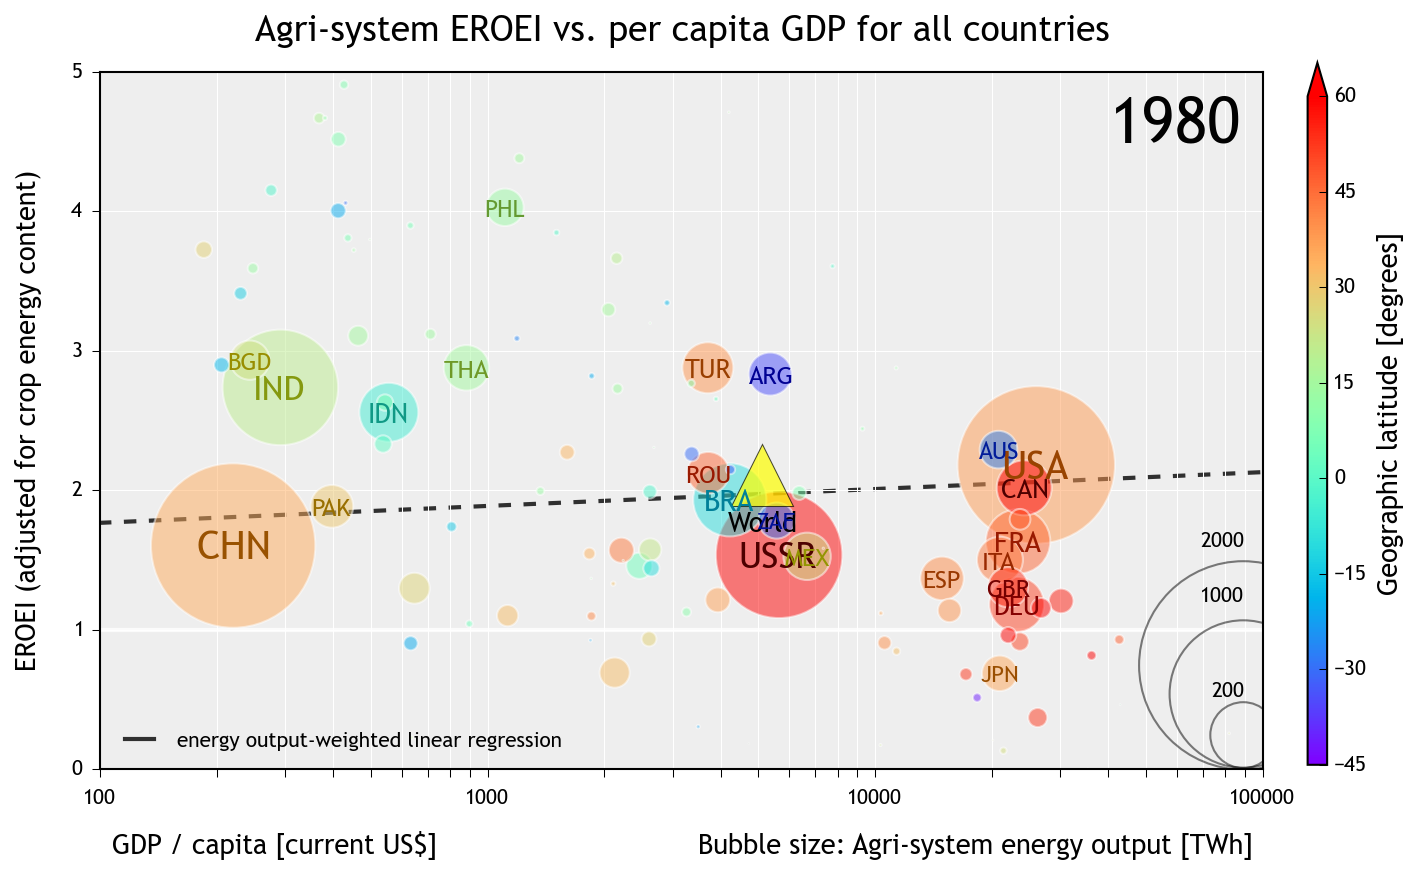 Agri-system EROEI vs. per capita GDP for all countries
EROEI (adjusted for crop energy content)
5
4
3
2
1
0
1980
PHL
BGD
IND
THA
IDN
TUR
ARG
PAK
CHN
ROU
BRA
World
ZAF
USSR
MEX
AUS
USA
CAN
FRA
ITA
ESP
GBR
DEU
JPN
2000
1000
200
energy output-weighted linear regression
100
1000
10000
100000
GDP / capita [current US$]
Bubble size: Agri-system energy output [TWh]
60
45
30
15
0
−15
−30
−45
Geographic latitude [degrees]